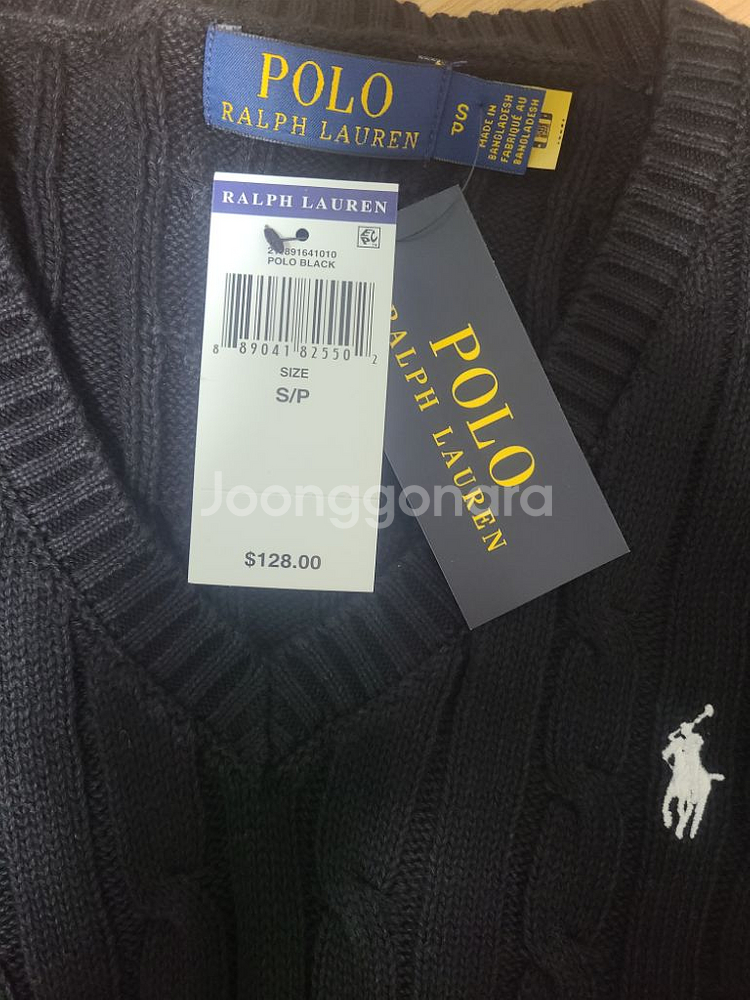 POLO
RALPH LAUREN
S
P
MADE IN
BANGLADESH
FABRIQUÉ AU
BANGLADESH
RALPH LAUREN
POLO BLACK
8 89041 82550 2
SIZE
S/P
$128.00
POLO
RALPH LAUREN
Joonggonara